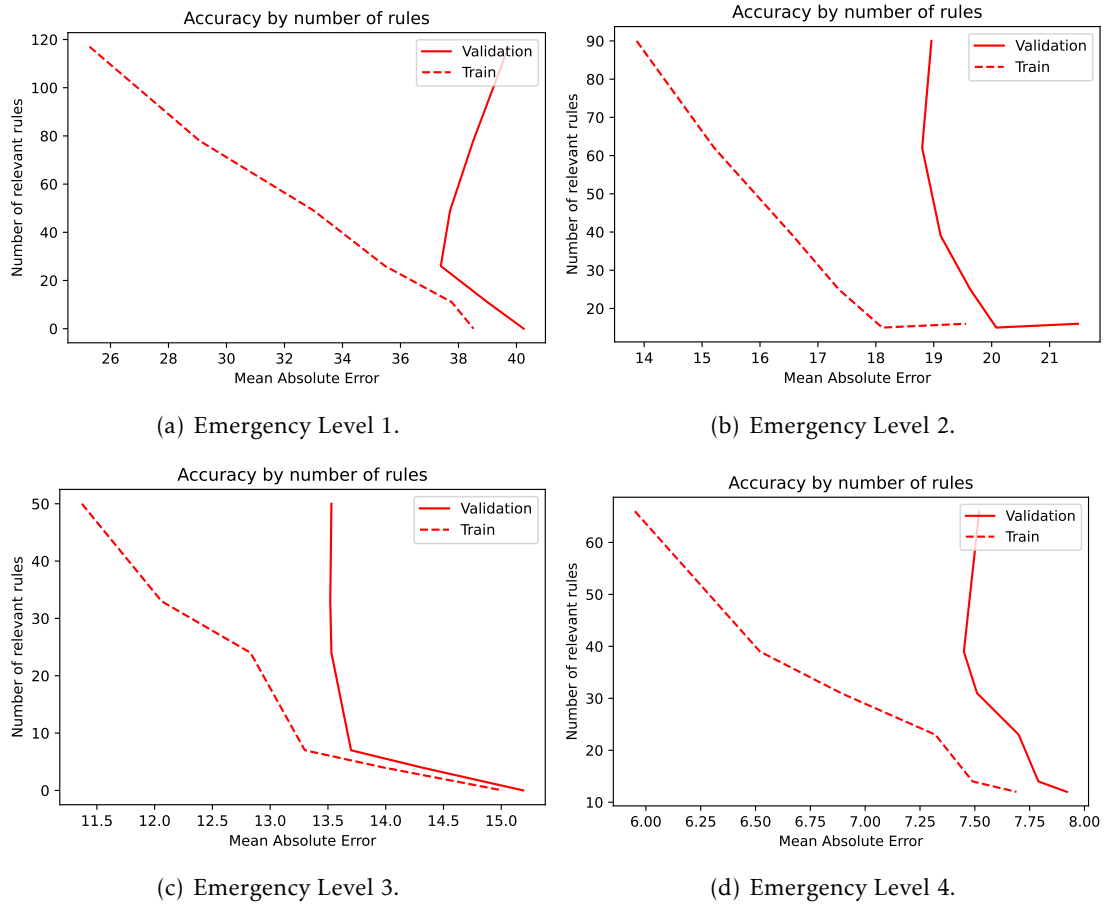 Accuracy by number of rules
Number of relevant rules
120
100
80
60
40
20
0
Validation
Train
26 28 30 32 34 36 38 40
Mean Absolute Error
(a) Emergency Level 1.
Accuracy by number of rules
Number of relevant rules
90
80
70
60
50
40
30
20
Validation
Train
14 15 16 17 18 19 20 21
Mean Absolute Error
(b) Emergency Level 2.
Accuracy by number of rules
Number of relevant rules
50
40
30
20
10
0
Validation
Train
11.5 12.0 12.5 13.0 13.5 14.0 14.5 15.0
Mean Absolute Error
(c) Emergency Level 3.
Accuracy by number of rules
Number of relevant rules
60
50
40
30
20
10
Validation
Train
6.00 6.25 6.50 6.75 7.00 7.25 7.50 7.75 8.00
Mean Absolute Error
(d) Emergency Level 4.